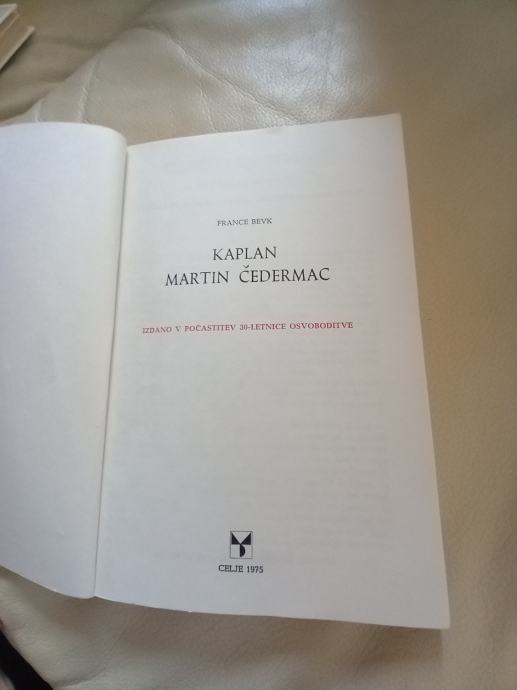 FRANCE BEVK
KAPLAN
MARTIN ČEDERMAC
IZDANO V POČASTITEV 30-LETNICE OSVOBODITVE
CELJE 1975